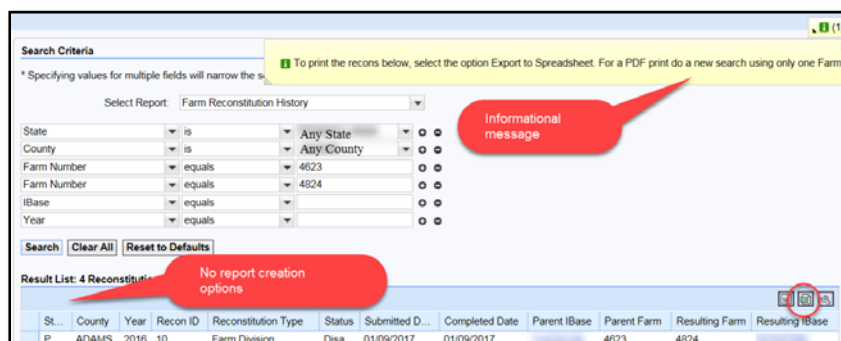 (1
Search Criteria
* Specifying values for multiple fields will narrow the s
To print the recons below, select the option Export to Spreadsheet. For a PDF print do a new search using only one Farm
Select Report: Farm Reconstitution History
Informational
message
State is Any State
County is Any County
Farm Number equals 4623
Farm Number equals 4824
IBase equals
Year equals
Search Clear All Reset to Defaults
No report creation
options
Result List: 4 Reconstitutio
St... County Year Recon ID Reconstitution Type Status Submitted D... Completed Date Parent IBase Parent Farm Resulting Farm Resulting IBase
P ADAMS 2016 10 Farm Division Disa 01/09/2017 01/09/2017 4623 4824